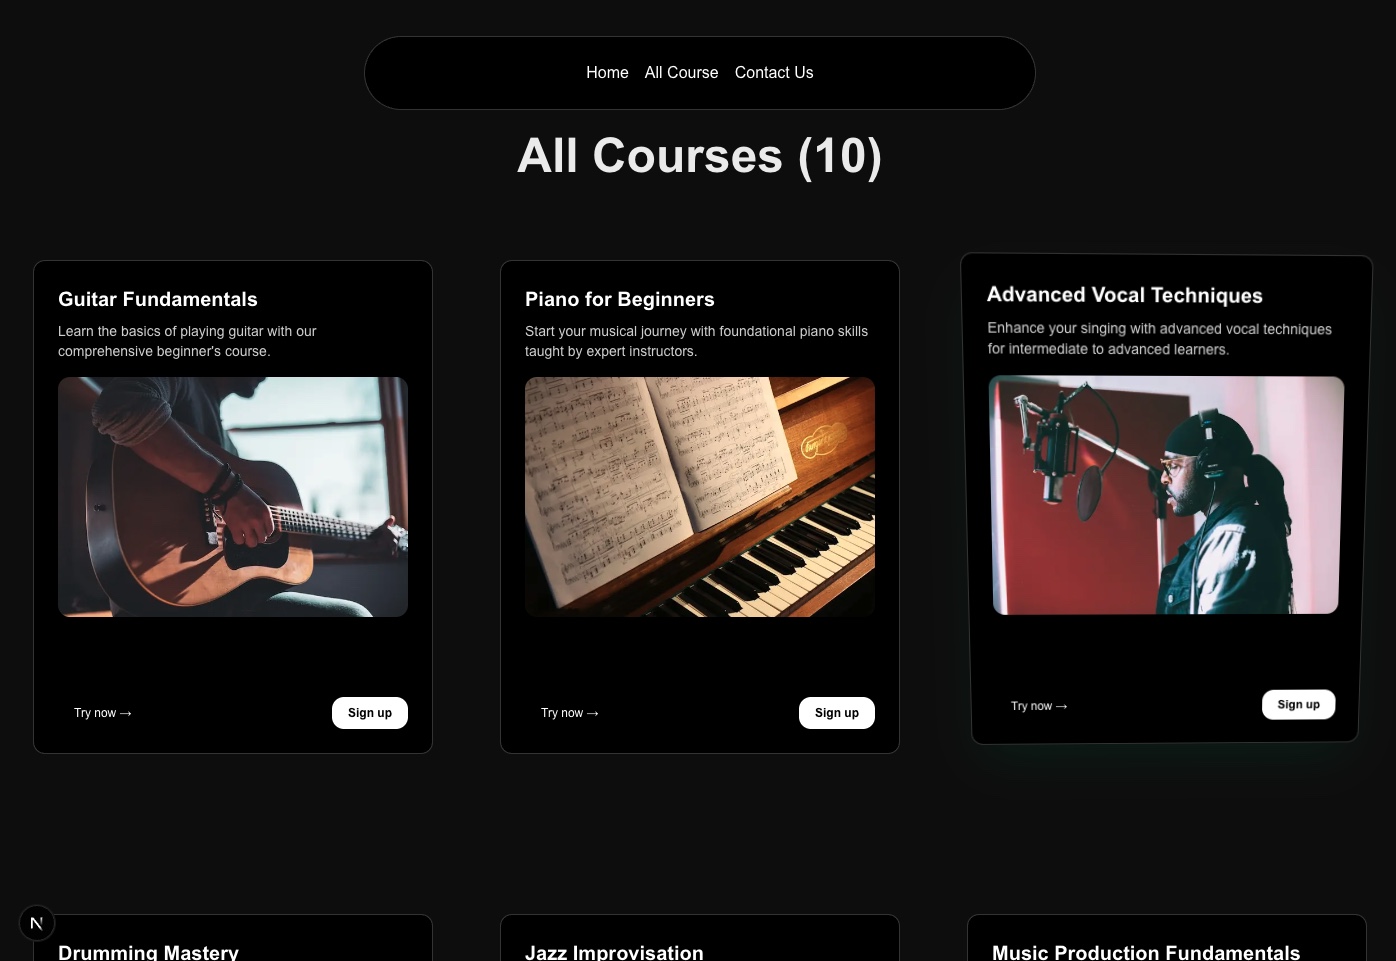 Home All Course Contact Us
All Courses (10)
Guitar Fundamentals
Learn the basics of playing guitar with our
comprehensive beginner's course.
Try now →
Sign up
Piano for Beginners
Start your musical journey with foundational piano skills
taught by expert instructors.
Try now →
Sign up
Advanced Vocal Techniques
Enhance your singing with advanced vocal techniques
for intermediate to advanced learners.
Try now →
Sign up
N
Drumming Mastery
Jazz Improvisation
Music Production Fundamentals